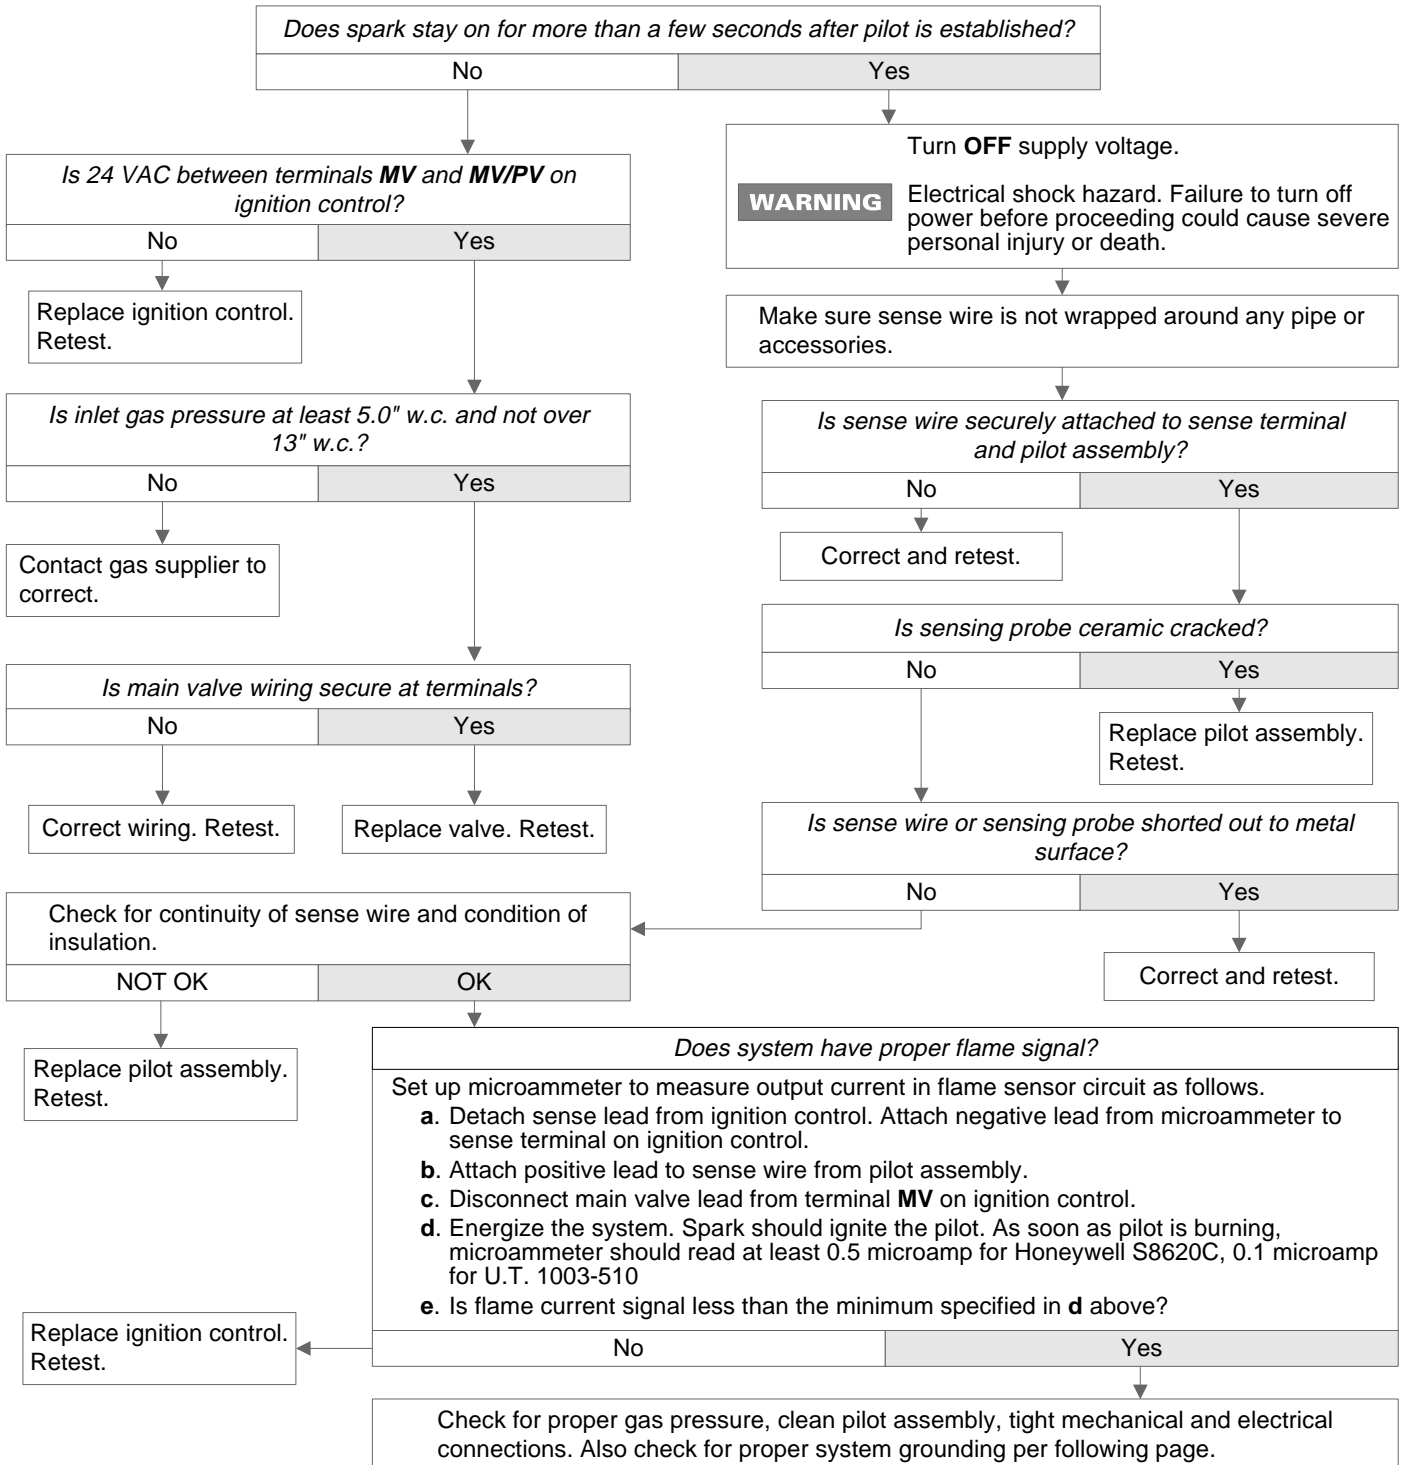 Does spark stay on for more than a few seconds after pilot is established?
No
Yes
Is 24 VAC between terminals MV and MV/PV on
ignition control?
No
Yes
Replace ignition control.
Retest.
Is inlet gas pressure at least 5.0" w.c. and not over
13" w.c.?
No
Yes
Contact gas supplier to
correct.
Is main valve wiring secure at terminals?
No
Yes
Correct wiring. Retest.
Replace valve. Retest.
Turn OFF supply voltage.
WARNING
Electrical shock hazard. Failure to turn off
power before proceeding could cause severe
personal injury or death.
Make sure sense wire is not wrapped around any pipe or
accessories.
Is sense wire securely attached to sense terminal
and pilot assembly?
No
Yes
Correct and retest.
Is sensing probe ceramic cracked?
No
Yes
Replace pilot assembly.
Retest.
Is sense wire or sensing probe shorted out to metal
surface?
No
Yes
Correct and retest.
Check for continuity of sense wire and condition of
insulation.
NOT OK
OK
Replace pilot assembly.
Retest.
Does system have proper flame signal?
Set up microammeter to measure output current in flame sensor circuit as follows.
a. Detach sense lead from ignition control. Attach negative lead from microammeter to
sense terminal on ignition control.
b. Attach positive lead to sense wire from pilot assembly.
c. Disconnect main valve lead from terminal MV on ignition control.
d. Energize the system. Spark should ignite the pilot. As soon as pilot is burning,
microammeter should read at least 0.5 microamp for Honeywell S8620C, 0.1 microamp
for U.T. 1003-510
e. Is flame current signal less than the minimum specified in d above?
No
Yes
Replace ignition control.
Retest.
Check for proper gas pressure, clean pilot assembly, tight mechanical and electrical
connections. Also check for proper system grounding per following page.